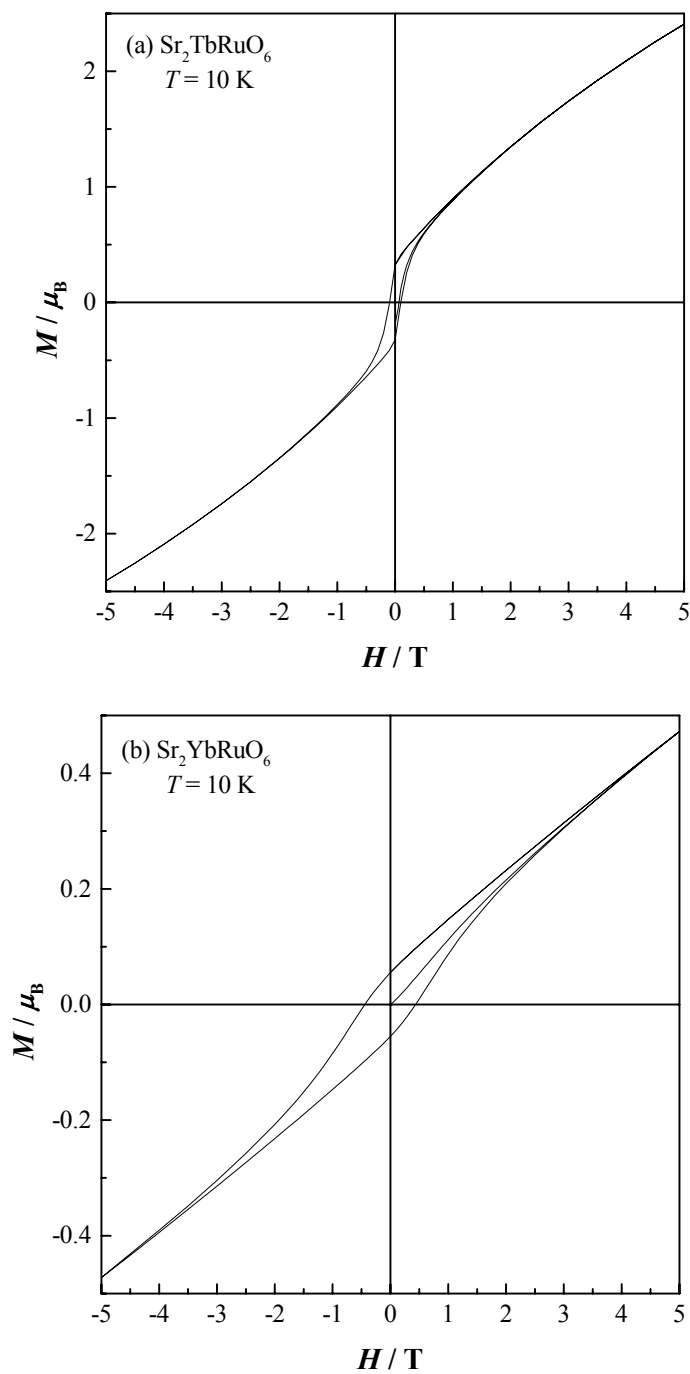 (a) Sr₂TbRuO₆
T = 10 K
2
1
0
-1
-2
M / μB
-5 -4 -3 -2 -1 0 1 2 3 4 5
H / T
(b) Sr₂YbRuO₆
T = 10 K
0.4
0.2
0.0
-0.2
-0.4
M / μB
-5 -4 -3 -2 -1 0 1 2 3 4 5
H / T